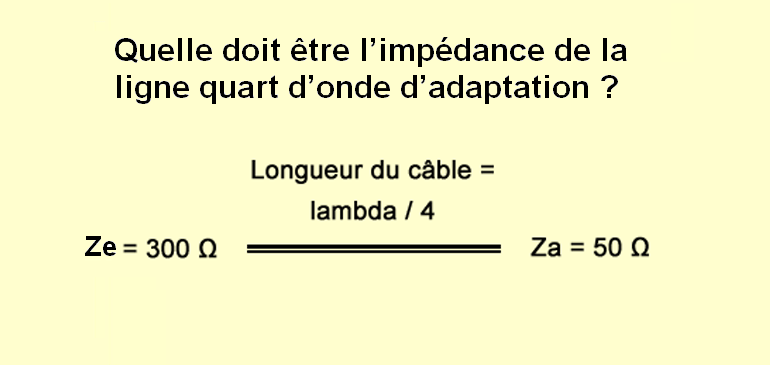 Quelle doit être l’impédance de la
ligne quart d’onde d’adaptation ?
Longueur du câble =
lambda / 4
Ze = 300 Ω Za = 50 Ω